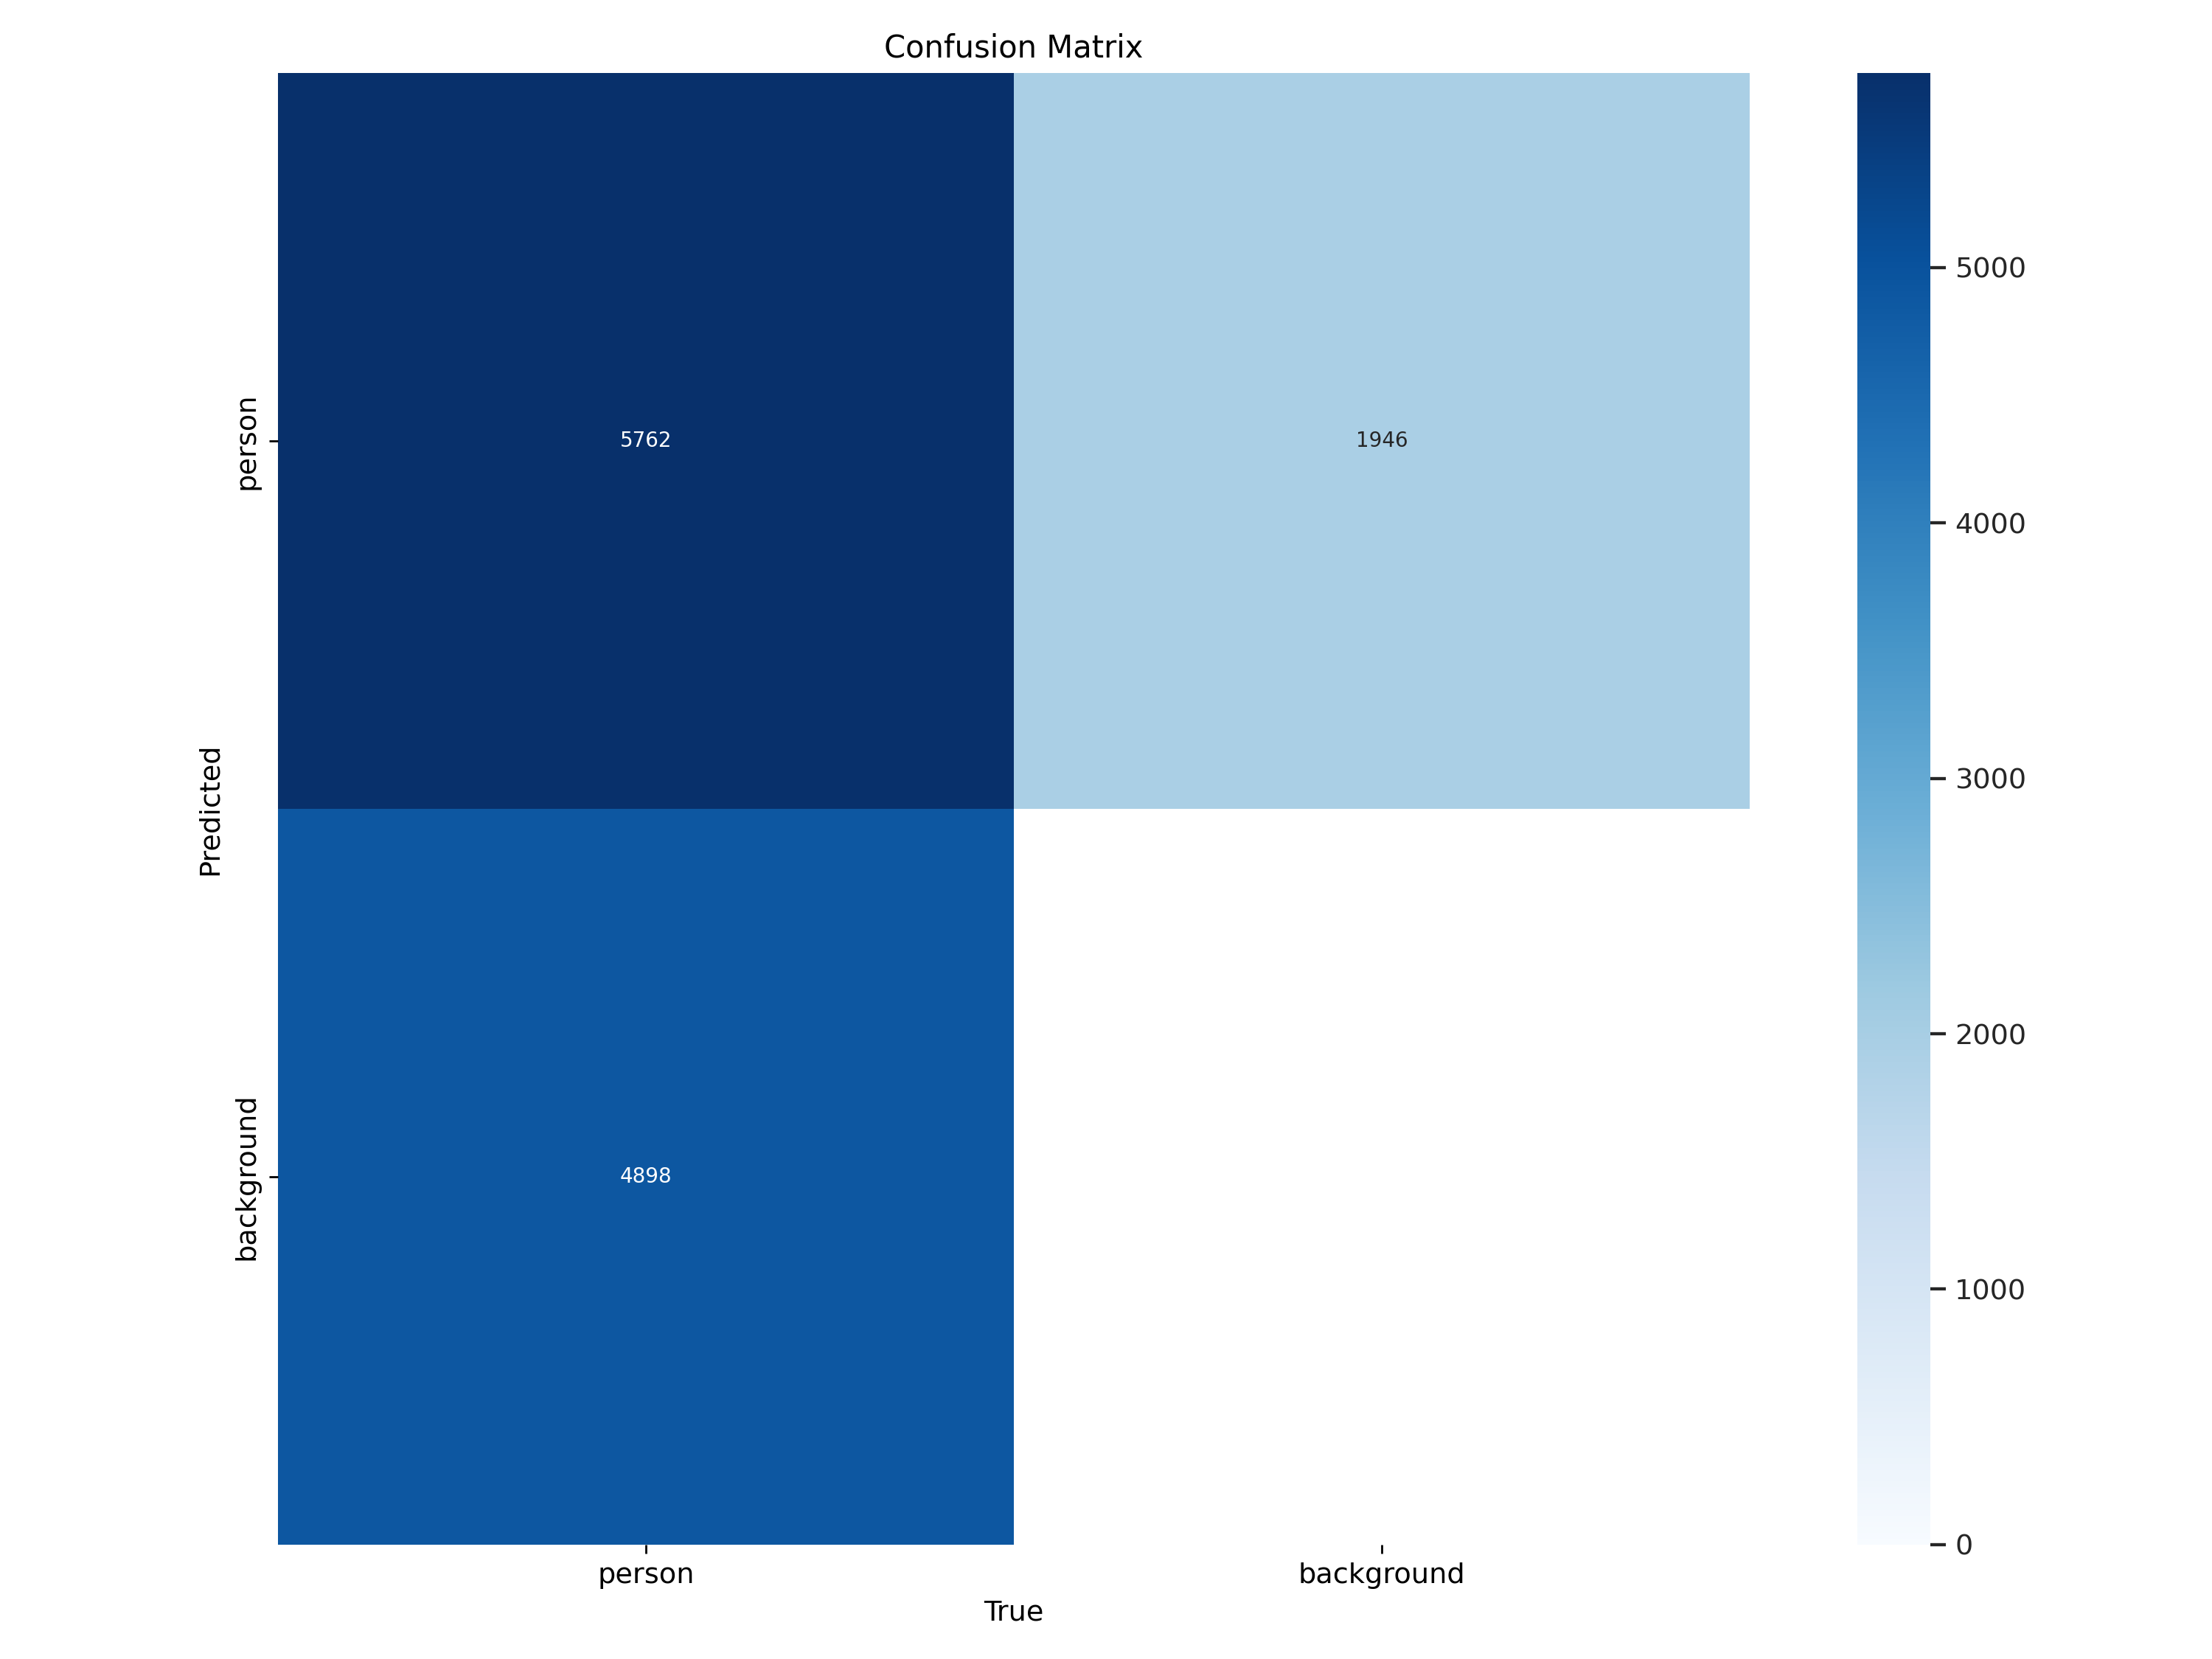 Confusion Matrix
person
5762
1946
5000
4000
3000
Predicted
2000
background
4898
1000
0
person
background
True